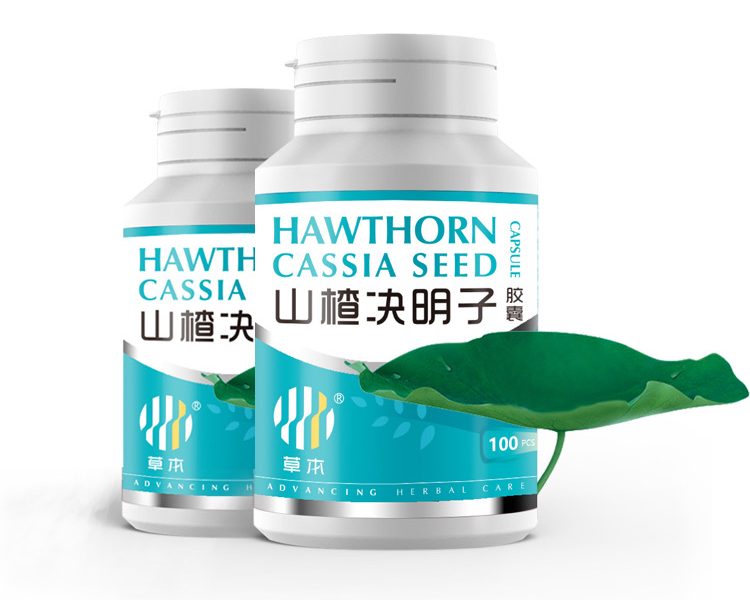 HAWTHORN
CASSIA SEED
CAPSULE
山楂决明子
胶囊
®
草本
100 PCS
ADVANCING HERBAL CARE
HAWTH
CASSIA
山楂决
®
草本
ADVANCING H